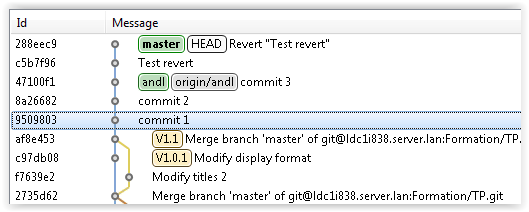 Id Message
288eec9 master HEAD Revert "Test revert"
c5b7f96 Test revert
47100f1 andl origin/andl commit 3
8a26682 commit 2
9509803 commit 1
af8e453 V1.1 Merge branch 'master' of git@ldc1i838.server.lan:Formation/TP.
c97db08 V1.0.1 Modify display format
f7639e2 Modify titles 2
2735d62 Merge branch 'master' of git@ldc1i838.server.lan:Formation/TP.git